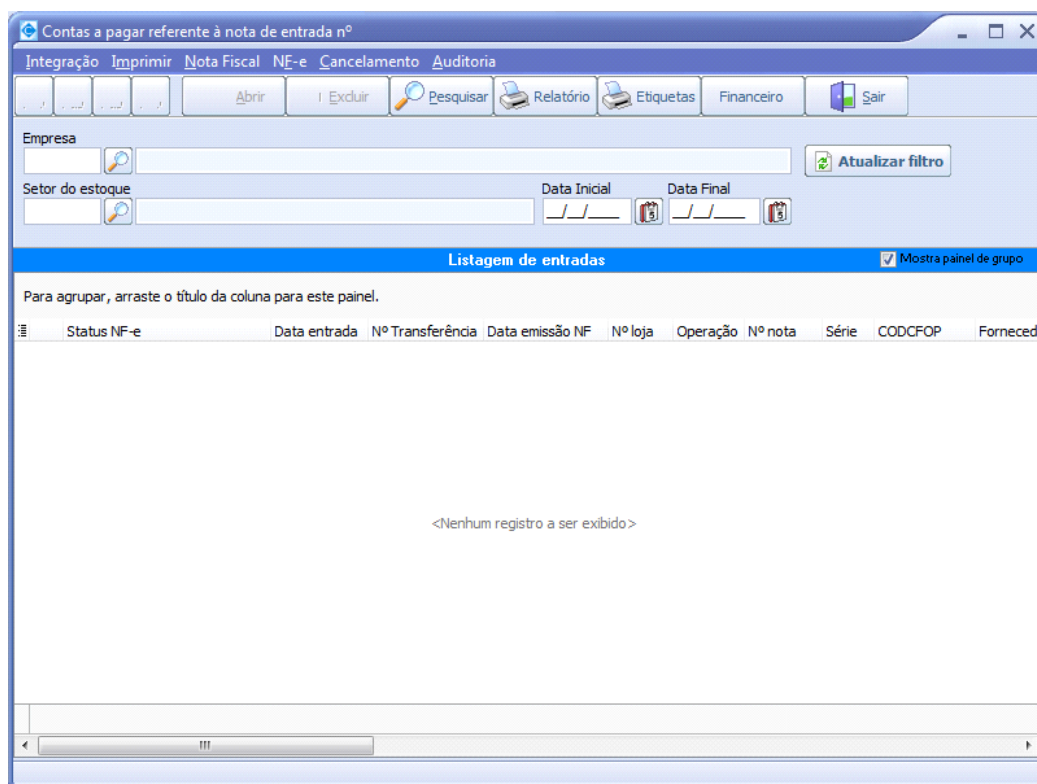 Contas a pagar referente à nota de entrada nº
Integração Imprimir Nota Fiscal NF-e Cancelamento Auditoria
Abrir Excluir Pesquisar Relatório Etiquetas Financeiro Sair
Empresa
Atualizar filtro
Setor do estoque Data Inicial Data Final
__/__/____ __/__/____
Listagem de entradas Mostra painel de grupo
Para agrupar, arraste o título da coluna para este painel.
Status NF-e Data entrada Nº Transferência Data emissão NF Nº loja Operação Nº nota Série CODCFOP Forneced
<Nenhum registro a ser exibido>